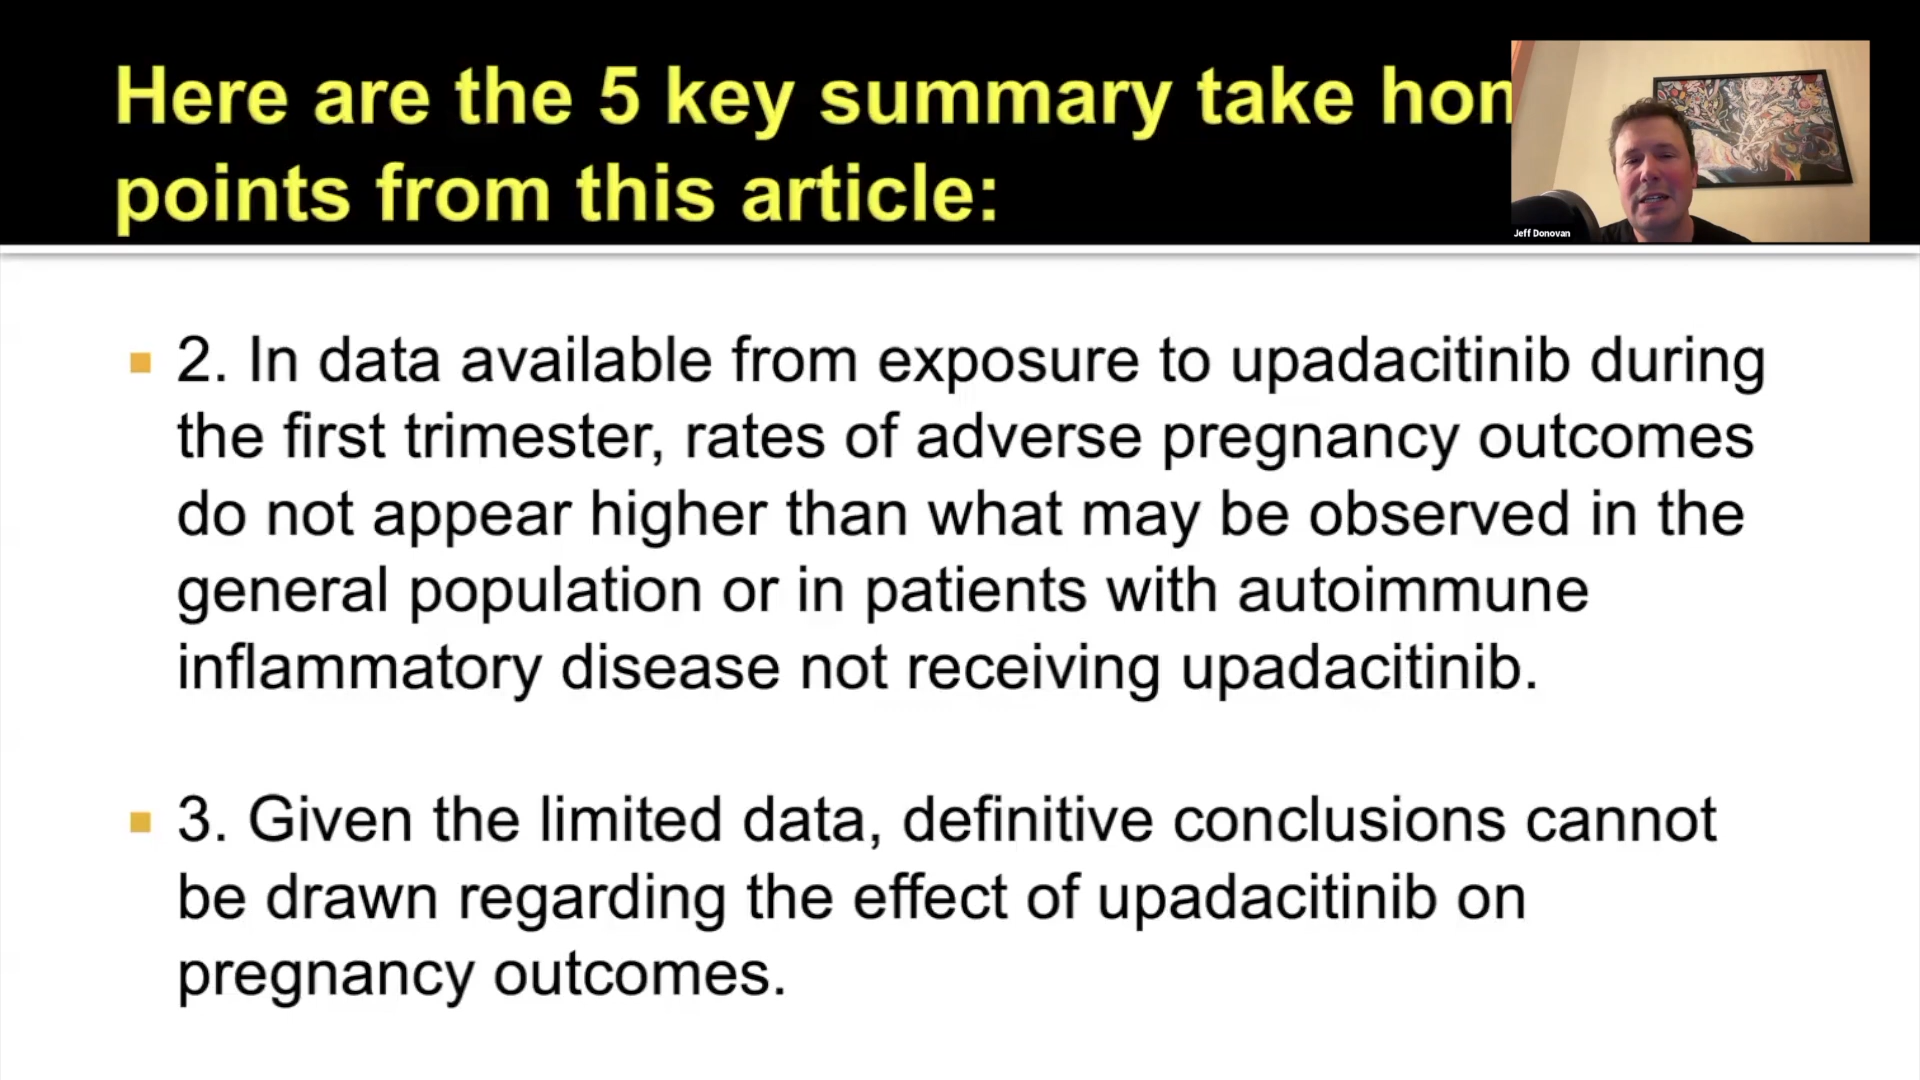 Here are the 5 key summary take hom
points from this article:
Jeff Donovan
2. In data available from exposure to upadacitinib during
the first trimester, rates of adverse pregnancy outcomes
do not appear higher than what may be observed in the
general population or in patients with autoimmune
inflammatory disease not receiving upadacitinib.
3. Given the limited data, definitive conclusions cannot
be drawn regarding the effect of upadacitinib on
pregnancy outcomes.